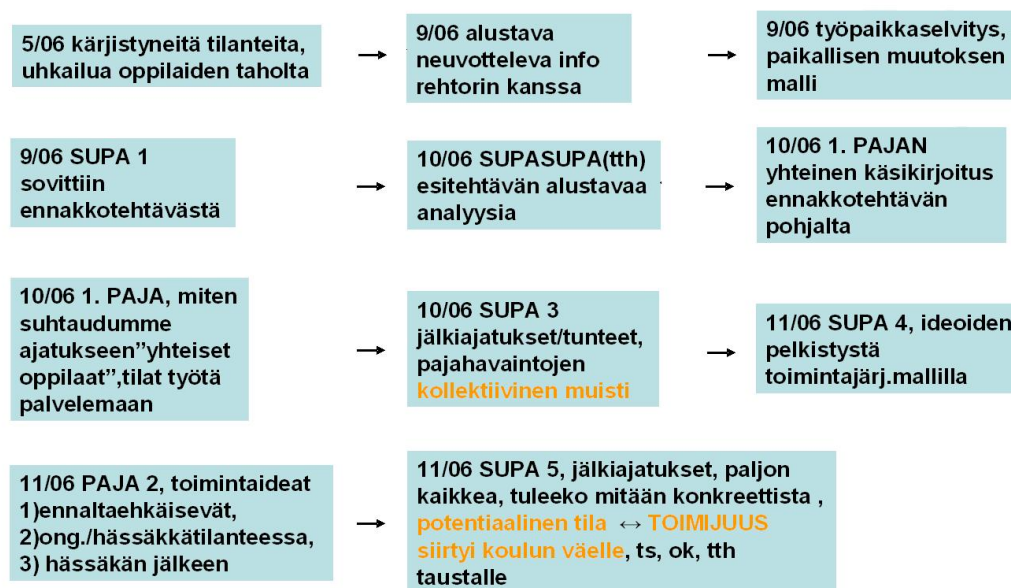 5/06 kärjistyneitä tilanteita,
uhkailua oppilaiden taholta
9/06 alustava
neuvotteleva info
rehtorin kanssa
9/06 työpaikkaselvitys,
paikallisen muutoksen
malli
9/06 SUPA 1
sovittiin
ennakkotehtävästä
10/06 SUPASUPA(tth)
esitehtävän alustavaa
analyysia
10/06 1. PAJAN
yhteinen käsikirjoitus
ennakkotehtävän
pohjalta
10/06 1. PAJA, miten
suhtaudumme
ajatukseen”yhteiset
oppilaat”,tilat työtä
palvelemaan
10/06 SUPA 3
jälkiajatukset/tunteet,
pajahavaintojen
kollektiivinen muisti
11/06 SUPA 4, ideoiden
pelkistystä
toimintajärj.mallilla
11/06 PAJA 2, toimintaideat
1)ennaltaehkäisevät,
2)ong./hässäkkätilanteessa,
3) hässäkän jälkeen
11/06 SUPA 5, jälkiajatukset, paljon
kaikkea, tuleeko mitään konkreettista ,
potentiaalinen tila ↔ TOIMIJUUS
siirtyi koulun väelle, ts, ok, tth
taustalle